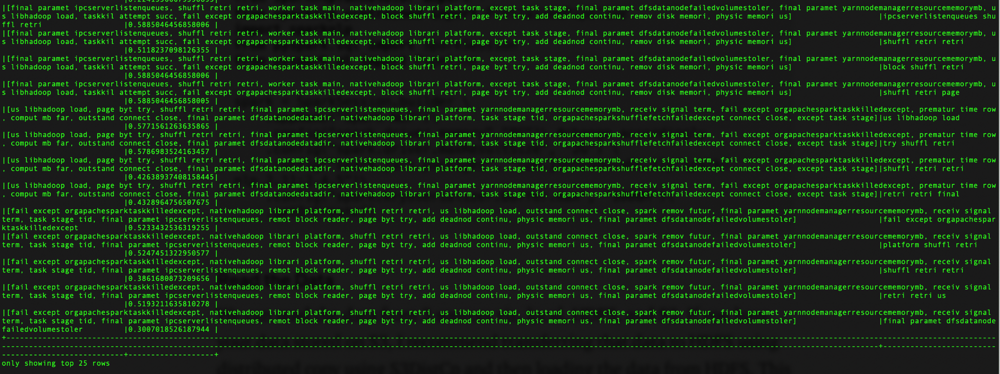 |[final paramet ipcserverlistenqueues, shuffl retri retri, worker task main, nativehadoop librari platform, except task stage, final paramet dfsdatanodefailedvolumestoler, final paramet yarnnodemanagerresourcememorymb, u
s libhadoop load, taskkil attempt succ, fail except orgapachesparktaskkilledexcept, block shuffl retri, page byt try, add deadnod continu, remov disk memori, physic memori us] |ipcserverlistenqueues shu
ffl retri |0.5885046456858006 |
|[final paramet ipcserverlistenqueues, shuffl retri retri, worker task main, nativehadoop librari platform, except task stage, final paramet dfsdatanodefailedvolumestoler, final paramet yarnnodemanagerresourcememorymb, u
s libhadoop load, taskkil attempt succ, fail except orgapachesparktaskkilledexcept, block shuffl retri, page byt try, add deadnod continu, remov disk memori, physic memori us] |shuffl retri retri
|0.5118237098126355 |
|[final paramet ipcserverlistenqueues, shuffl retri retri, worker task main, nativehadoop librari platform, except task stage, final paramet dfsdatanodefailedvolumestoler, final paramet yarnnodemanagerresourcememorymb, u
s libhadoop load, taskkil attempt succ, fail except orgapachesparktaskkilledexcept, block shuffl retri, page byt try, add deadnod continu, remov disk memori, physic memori us] |block shuffl retri
|0.5885046456858006 |
|[final paramet ipcserverlistenqueues, shuffl retri retri, worker task main, nativehadoop librari platform, except task stage, final paramet dfsdatanodefailedvolumestoler, final paramet yarnnodemanagerresourcememorymb, u
s libhadoop load, taskkil attempt succ, fail except orgapachesparktaskkilledexcept, block shuffl retri, page byt try, add deadnod continu, remov disk memori, physic memori us] |shuffl retri page
|0.5885046456858005 |
|[us libhadoop load, page byt try, shuffl retri retri, final paramet ipcserverlistenqueues, final paramet yarnnodemanagerresourcememorymb, receiv signal term, fail except orgapachesparktaskkilledexcept, prematur time row
, comput mb far, outstand connect close, final paramet dfsdatanodedatadir, nativehadoop librari platform, task stage tid, orgapachesparkshufflefetchfailedexcept connect close, except task stage]|us libhadoop load
|0.5771561263635865 |
|[us libhadoop load, page byt try, shuffl retri retri, final paramet ipcserverlistenqueues, final paramet yarnnodemanagerresourcememorymb, receiv signal term, fail except orgapachesparktaskkilledexcept, prematur time row
, comput mb far, outstand connect close, final paramet dfsdatanodedatadir, nativehadoop librari platform, task stage tid, orgapachesparkshufflefetchfailedexcept connect close, except task stage]|try shuffl retri
|0.5786983524163457 |
|[us libhadoop load, page byt try, shuffl retri retri, final paramet ipcserverlistenqueues, final paramet yarnnodemanagerresourcememorymb, receiv signal term, fail except orgapachesparktaskkilledexcept, prematur time row
, comput mb far, outstand connect close, final paramet dfsdatanodedatadir, nativehadoop librari platform, task stage tid, orgapachesparkshufflefetchfailedexcept connect close, except task stage]|shuffl retri retri
|0.42638937408158445|
|[us libhadoop load, page byt try, shuffl retri retri, final paramet ipcserverlistenqueues, final paramet yarnnodemanagerresourcememorymb, receiv signal term, fail except orgapachesparktaskkilledexcept, prematur time row
, comput mb far, outstand connect close, final paramet dfsdatanodedatadir, nativehadoop librari platform, task stage tid, orgapachesparkshufflefetchfailedexcept connect close, except task stage]|retri retri final
|0.4328964756507675 |
|[fail except orgapachesparktaskkilledexcept, nativehadoop librari platform, shuffl retri retri, us libhadoop load, outstand connect close, spark remov futur, final paramet yarnnodemanagerresourcememorymb, receiv signal
term, task stage tid, final paramet ipcserverlistenqueues, remot block reader, page byt try, add deadnod continu, physic memori us, final paramet dfsdatanodefailedvolumestoler] |fail except orgapachespar
ktaskkilledexcept |0.5233432536319255 |
|[fail except orgapachesparktaskkilledexcept, nativehadoop librari platform, shuffl retri retri, us libhadoop load, outstand connect close, spark remov futur, final paramet yarnnodemanagerresourcememorymb, receiv signal
term, task stage tid, final paramet ipcserverlistenqueues, remot block reader, page byt try, add deadnod continu, physic memori us, final paramet dfsdatanodefailedvolumestoler] |platform shuffl retri
|0.5247451322950577 |
|[fail except orgapachesparktaskkilledexcept, nativehadoop librari platform, shuffl retri retri, us libhadoop load, outstand connect close, spark remov futur, final paramet yarnnodemanagerresourcememorymb, receiv signal
term, task stage tid, final paramet ipcserverlistenqueues, remot block reader, page byt try, add deadnod continu, physic memori us, final paramet dfsdatanodefailedvolumestoler] |shuffl retri retri
|0.3861680873209656 |
|[fail except orgapachesparktaskkilledexcept, nativehadoop librari platform, shuffl retri retri, us libhadoop load, outstand connect close, spark remov futur, final paramet yarnnodemanagerresourcememorymb, receiv signal
term, task stage tid, final paramet ipcserverlistenqueues, remot block reader, page byt try, add deadnod continu, physic memori us, final paramet dfsdatanodefailedvolumestoler] |retri retri us
|0.5193211635810278 |
|[fail except orgapachesparktaskkilledexcept, nativehadoop librari platform, shuffl retri retri, us libhadoop load, outstand connect close, spark remov futur, final paramet yarnnodemanagerresourcememorymb, receiv signal
term, task stage tid, final paramet ipcserverlistenqueues, remot block reader, page byt try, add deadnod continu, physic memori us, final paramet dfsdatanodefailedvolumestoler] |final paramet dfsdatanode
failedvolumestoler |0.3007018526187944 |
only showing top 25 rows